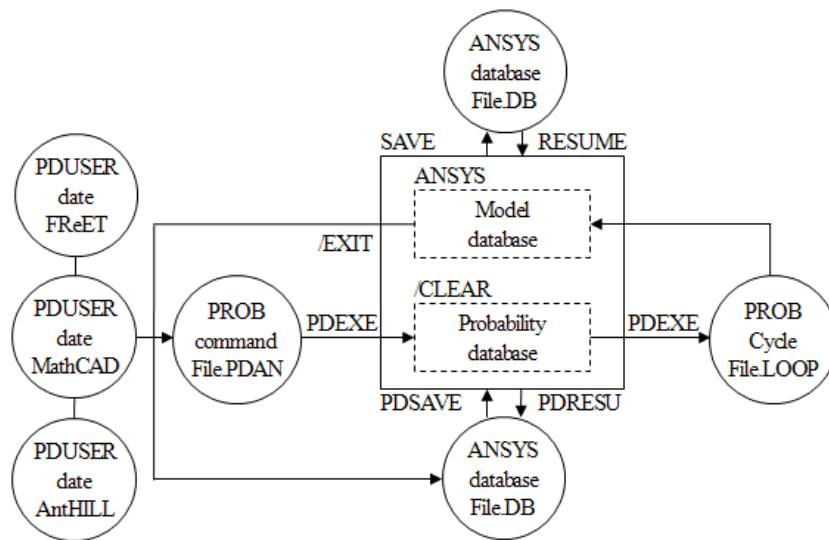 ANSYS
database
File.DB
SAVE
RESUME
PDUSER
date
FReET
ANSYS
Model
database
/EXIT
PDUSER
date
MathCAD
PROB
command
File.PDAN
PDEXE
/CLEAR
Probability
database
PDEXE
PROB
Cycle
File.LOOP
PDSAVE
PDRESU
PDUSER
date
AntHILL
ANSYS
database
File.DB